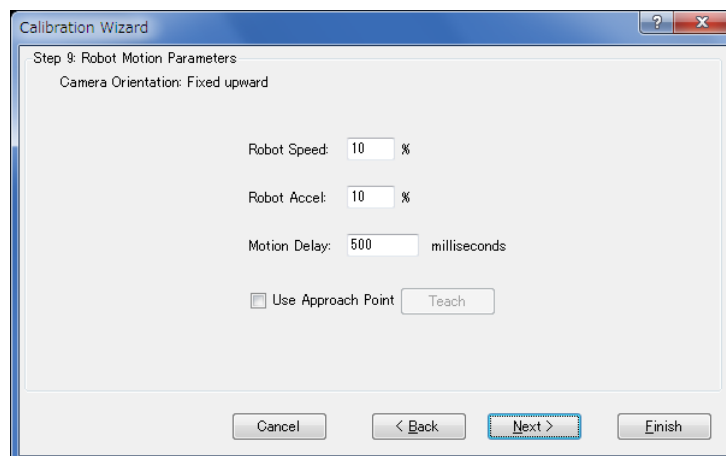 Calibration Wizard
Step 9: Robot Motion Parameters
Camera Orientation: Fixed upward
Robot Speed: 10 %
Robot Accel: 10 %
Motion Delay: 500 milliseconds
Use Approach Point Teach
Cancel < Back Next > Finish